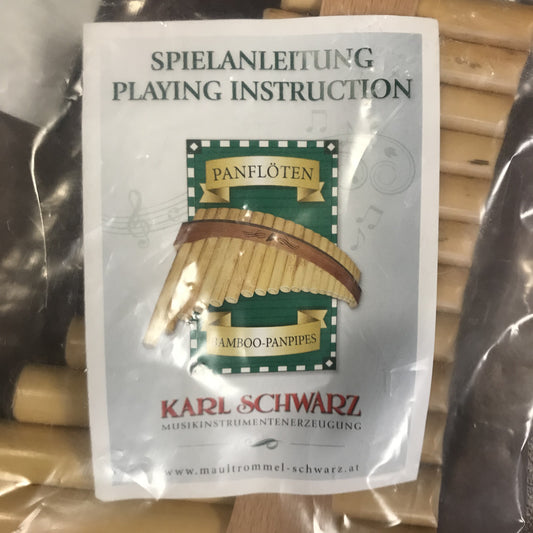 SPIELANLEITUNG
PLAYING INSTRUCTION
PANFLÖTEN
BAMBOO-PANPIPES
KARL SCHWARZ
MUSIKINSTRUMENTENERZEUGUNG
www.maultrommel-schwarz.at